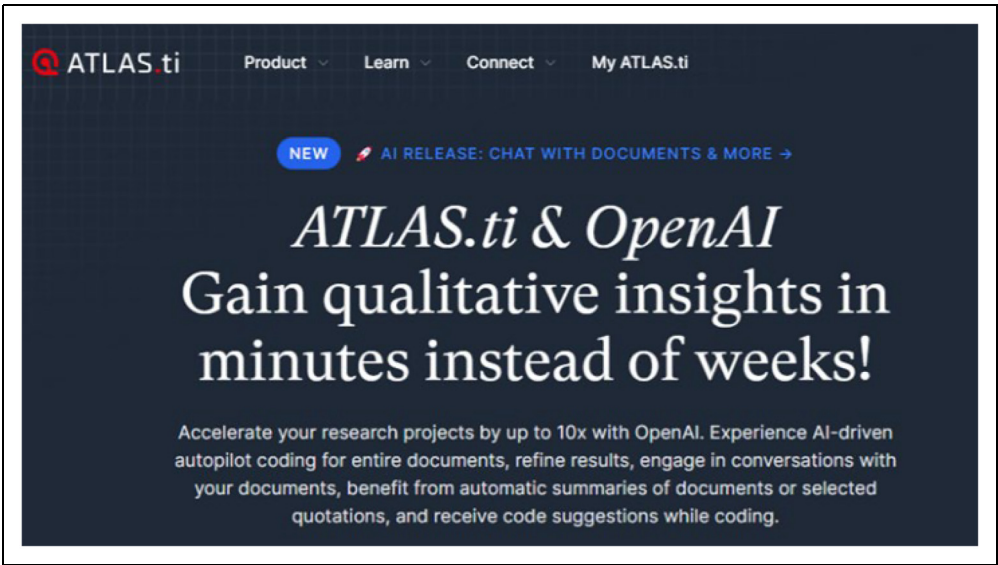 ATLAS.ti Product Learn Connect My ATLAS.ti
NEW 🚀 AI RELEASE: CHAT WITH DOCUMENTS & MORE →
ATLAS.ti & OpenAI
Gain qualitative insights in
minutes instead of weeks!
Accelerate your research projects by up to 10x with OpenAI. Experience AI-driven
autopilot coding for entire documents, refine results, engage in conversations with
your documents, benefit from automatic summaries of documents or selected
quotations, and receive code suggestions while coding.